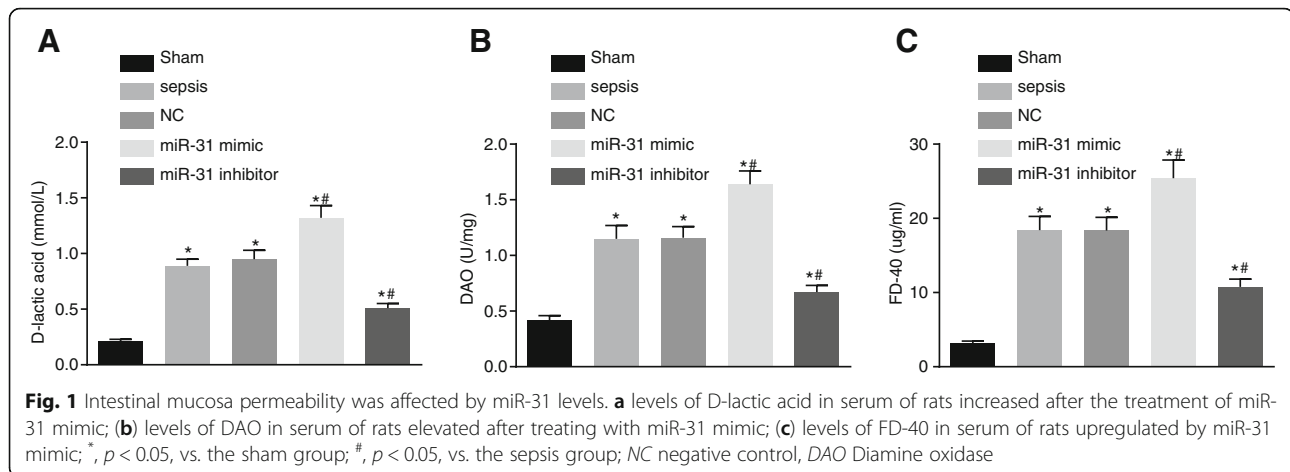 A
Sham
sepsis
NC
miR-31 mimic
miR-31 inhibitor
D-lactic acid (mmol/L)
2.0
1.5
1.0
0.5
0.0
*
*
*#
*#
B
Sham
sepsis
NC
miR-31 mimic
miR-31 inhibitor
DAO (U/mg)
2.0
1.5
1.0
0.5
0.0
*
*
*#
*#
C
Sham
sepsis
NC
miR-31 mimic
miR-31 inhibitor
FD-40 (ug/ml)
30
20
10
0
*
*
*#
*#
Fig. 1 Intestinal mucosa permeability was affected by miR-31 levels. a levels of D-lactic acid in serum of rats increased after the treatment of miR-
31 mimic; (b) levels of DAO in serum of rats elevated after treating with miR-31 mimic; (c) levels of FD-40 in serum of rats upregulated by miR-31
mimic; *, p < 0.05, vs. the sham group; #, p < 0.05, vs. the sepsis group; NC negative control, DAO Diamine oxidase